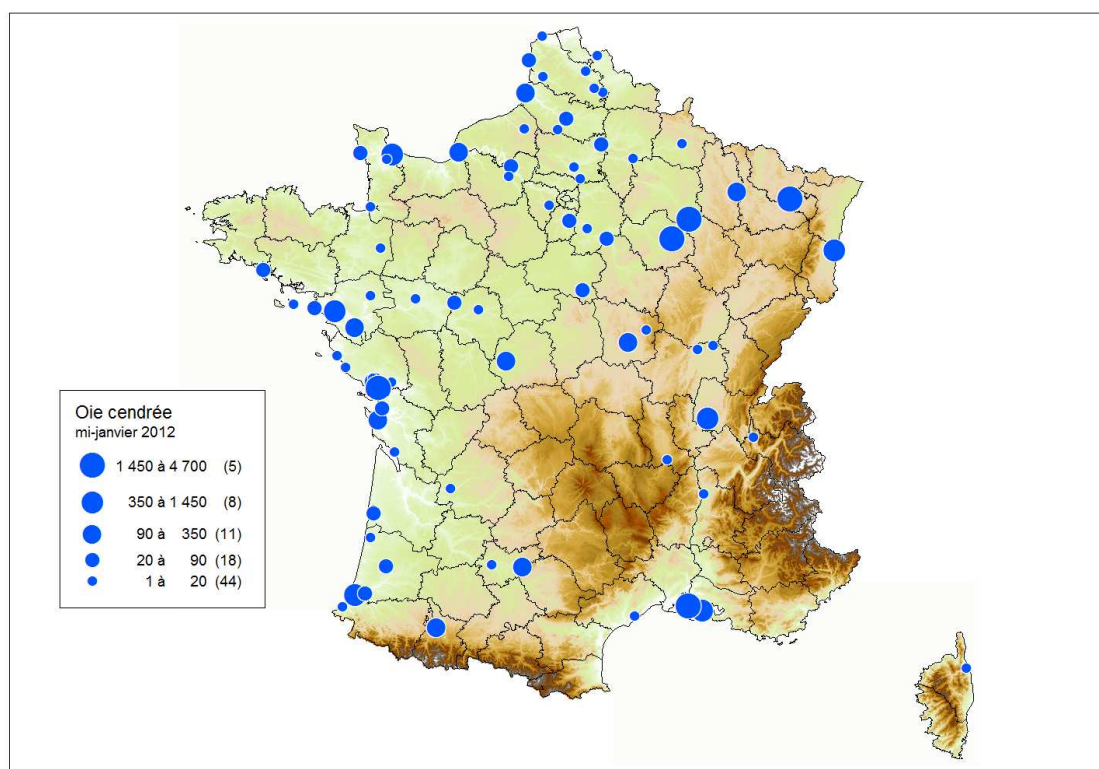 Oie cendrée
mi-janvier 2012
1 450 à 4 700 (5)
350 à 1 450 (8)
90 à 350 (11)
20 à 90 (18)
1 à 20 (44)